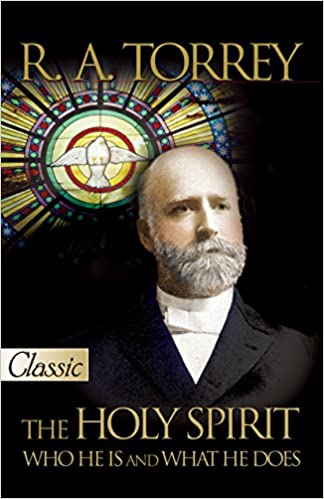 R. A. TORREY
Classic
THE HOLY SPIRIT
WHO HE IS AND WHAT HE DOES